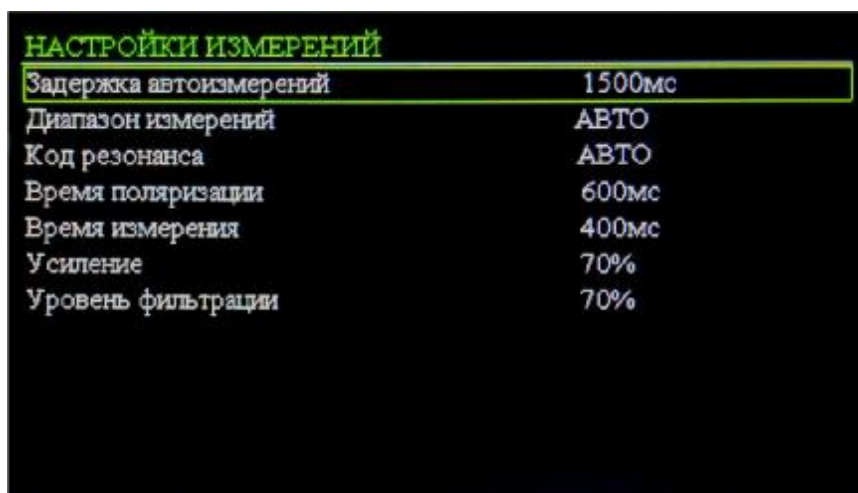 НАСТРОЙКИ ИЗМЕРЕНИЙ
Задержка автоизмерений 1500мс
Диапазон измерений АВТО
Код резонанса АВТО
Время поляризации 600мс
Время измерения 400мс
Усиление 70%
Уровень фильтрации 70%